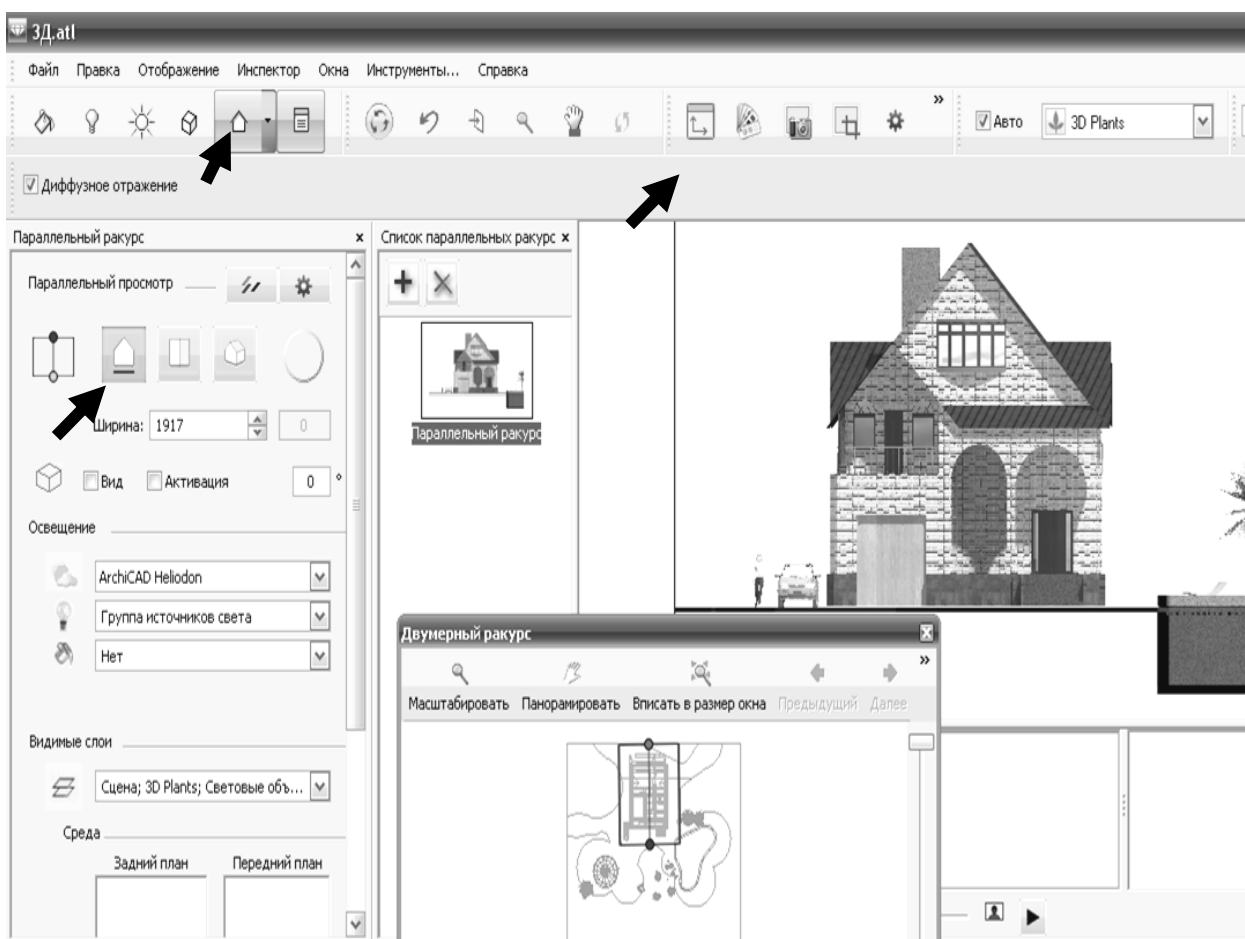 3Д.atl
Файл Правка Отображение Инспектор Окна Инструменты... Справка
» Авто 3D Plants
Диффузное отражение
Параллельный ракурс x Список параллельных ракурс x
Параллельный просмотр
Ширина: 1917 0
Вид Активация 0 °
Освещение
ArchiCAD Heliodon
Группа источников света
Нет
Двумерный ракурс
»
Масштабировать Панорамировать Вписать в размер окна Предыдущий Далее
Видимые слои
Сцена; 3D Plants; Световые объ...
Среда
Задний план Передний план
Параллельный ракурс